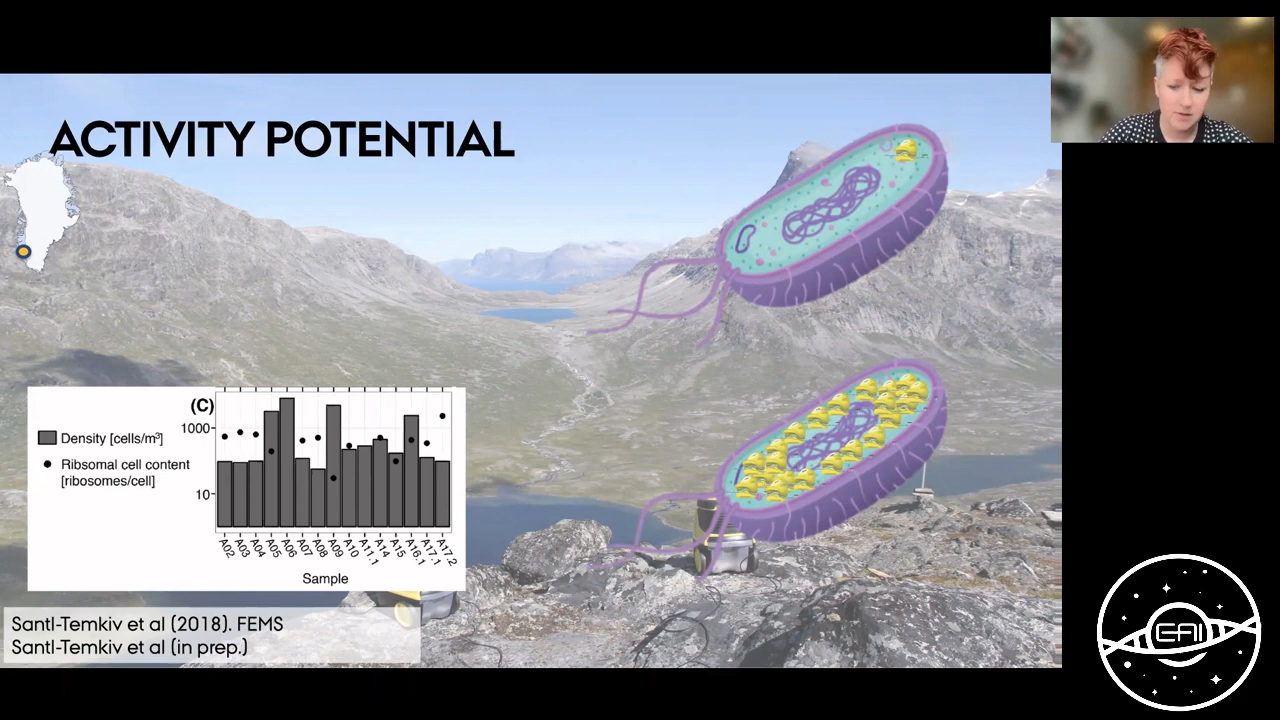 ACTIVITY POTENTIAL
(C)
1000
10
Density [cells/m³]
Ribsomal cell content
[ribosomes/cell]
A02
A03
A04
A05
A06
A07
A08
A09
A10
A11.1
A14
A15
A16.1
A17.1
A17.2
Sample
Santl-Temkiv et al (2018). FEMS
Santl-Temkiv et al (in prep.)
EAI